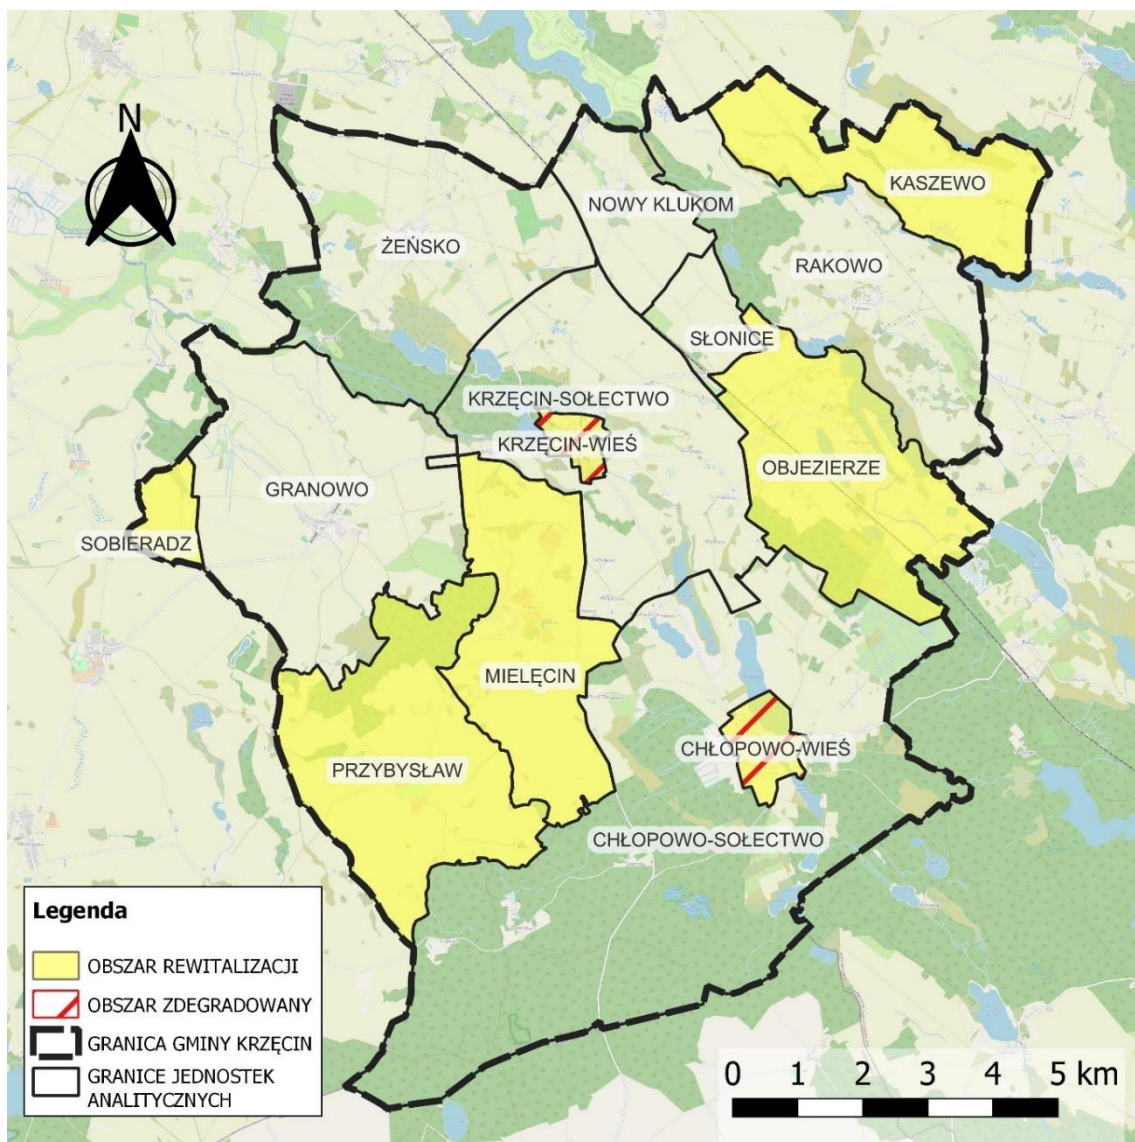 N
KASZEWO
NOWY KLUKOM
ŻEŃSKO
RAKOWO
SŁONICE
KRZĘCIN-SOŁECTWO
KRZĘCIN-WIEŚ
OBJEZIERZE
GRANOWO
SOBIERADZ
MIELĘCIN
CHŁOPOWO-WIEŚ
PRZYBYSŁAW
CHŁOPOWO-SOŁECTWO
Legenda
OBSZAR REWITALIZACJI
OBSZAR ZDEGRADOWANY
GRANICA GMINY KRZĘCIN
GRANICE JEDNOSTEK
ANALITYCZNYCH
0 1 2 3 4 5 km